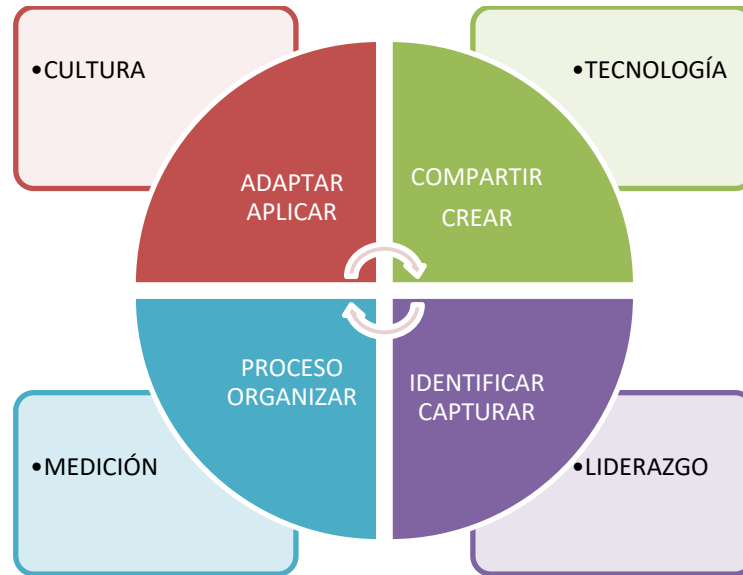 •CULTURA
•TECNOLOGÍA
ADAPTAR
APLICAR
COMPARTIR
CREAR
PROCESO
ORGANIZAR
IDENTIFICAR
CAPTURAR
•MEDICIÓN
•LIDERAZGO